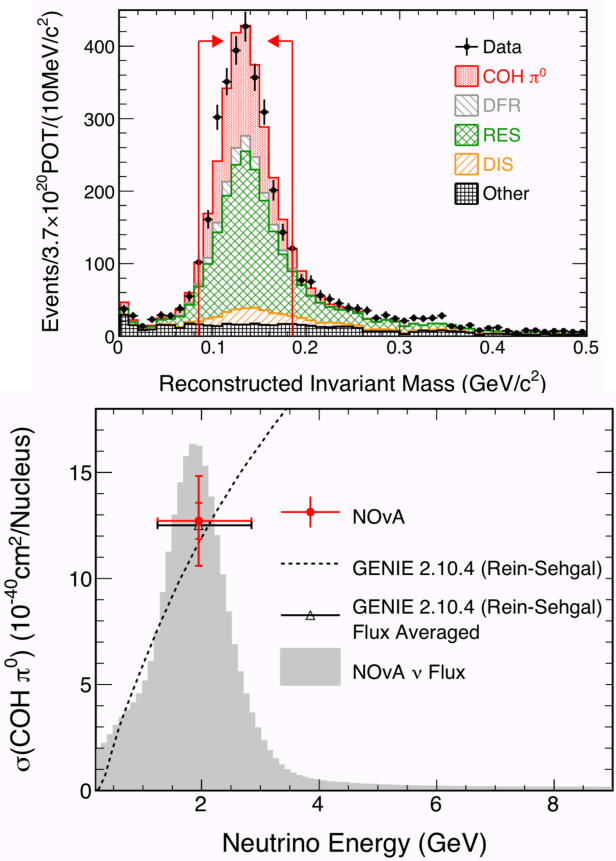 Events/3.7×10²⁰POT/(10MeV/c²)
400
300
200
100
0
Data
COH π⁰
DFR
RES
DIS
Other
0 0.1 0.2 0.3 0.4 0.5
Reconstructed Invariant Mass (GeV/c²)
σ(COH π⁰) (10⁻⁴⁰cm²/Nucleus)
15
10
5
0
NOvA
GENIE 2.10.4 (Rein-Sehgal)
GENIE 2.10.4 (Rein-Sehgal)
Flux Averaged
NOvA ν Flux
2 4 6 8
Neutrino Energy (GeV)